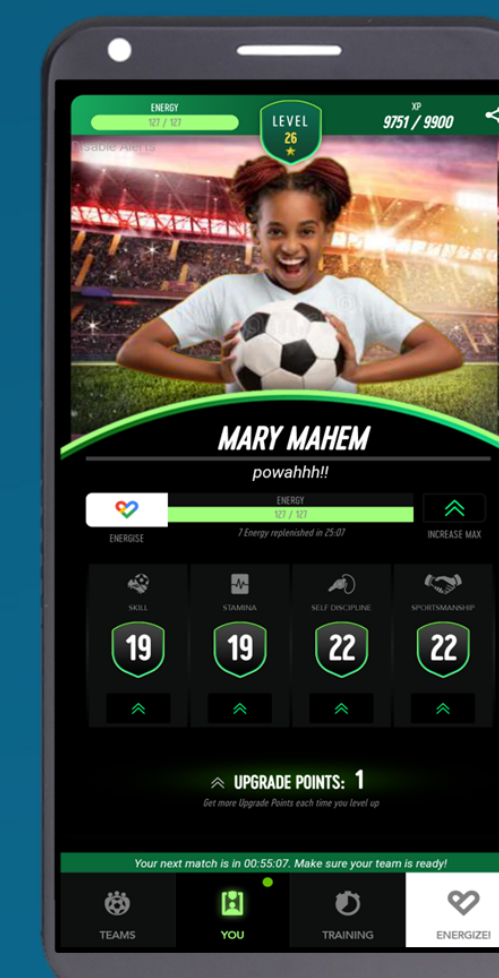 ENERGY
127 / 127
LEVEL
26
XP
9751 / 9900
sable Alerts
MARY MAHEM
powahhh!!
ENERGY
127 / 127
ENERGISE
7 Energy replenished in 25:07
INCREASE MAX
SKILL
STAMINA
SELF DISCIPLINE
SPORTSMANSHIP
19
19
22
22
UPGRADE POINTS: 1
Get more Upgrade Points each time you level up
Your next match is in 00:55:07. Make sure your team is ready!
TEAMS
YOU
TRAINING
ENERGIZE!